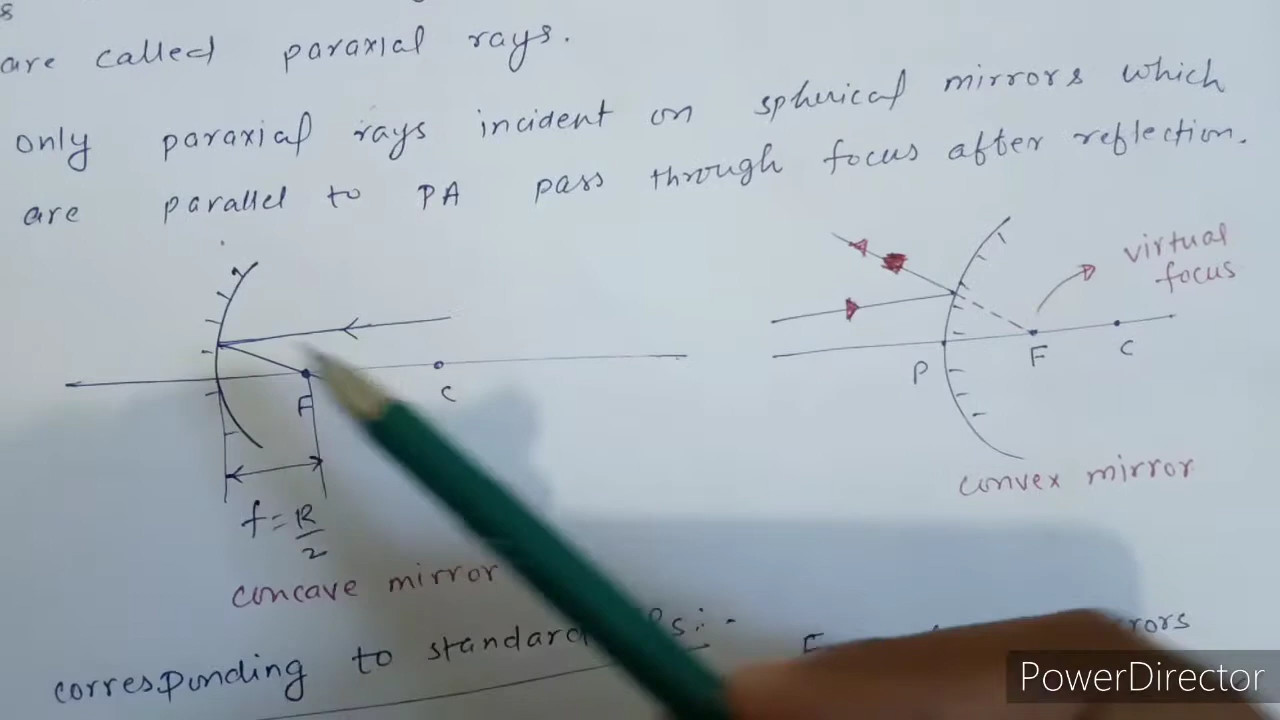 s
are called paraxial rays.
only paraxial rays incident on spherical mirrors which
are parallel to PA pass through focus after reflection.
virtual
focus
P
F
C
F
C
f = R/2
convex mirror
concave mirror
corresponding to standard
PowerDirector